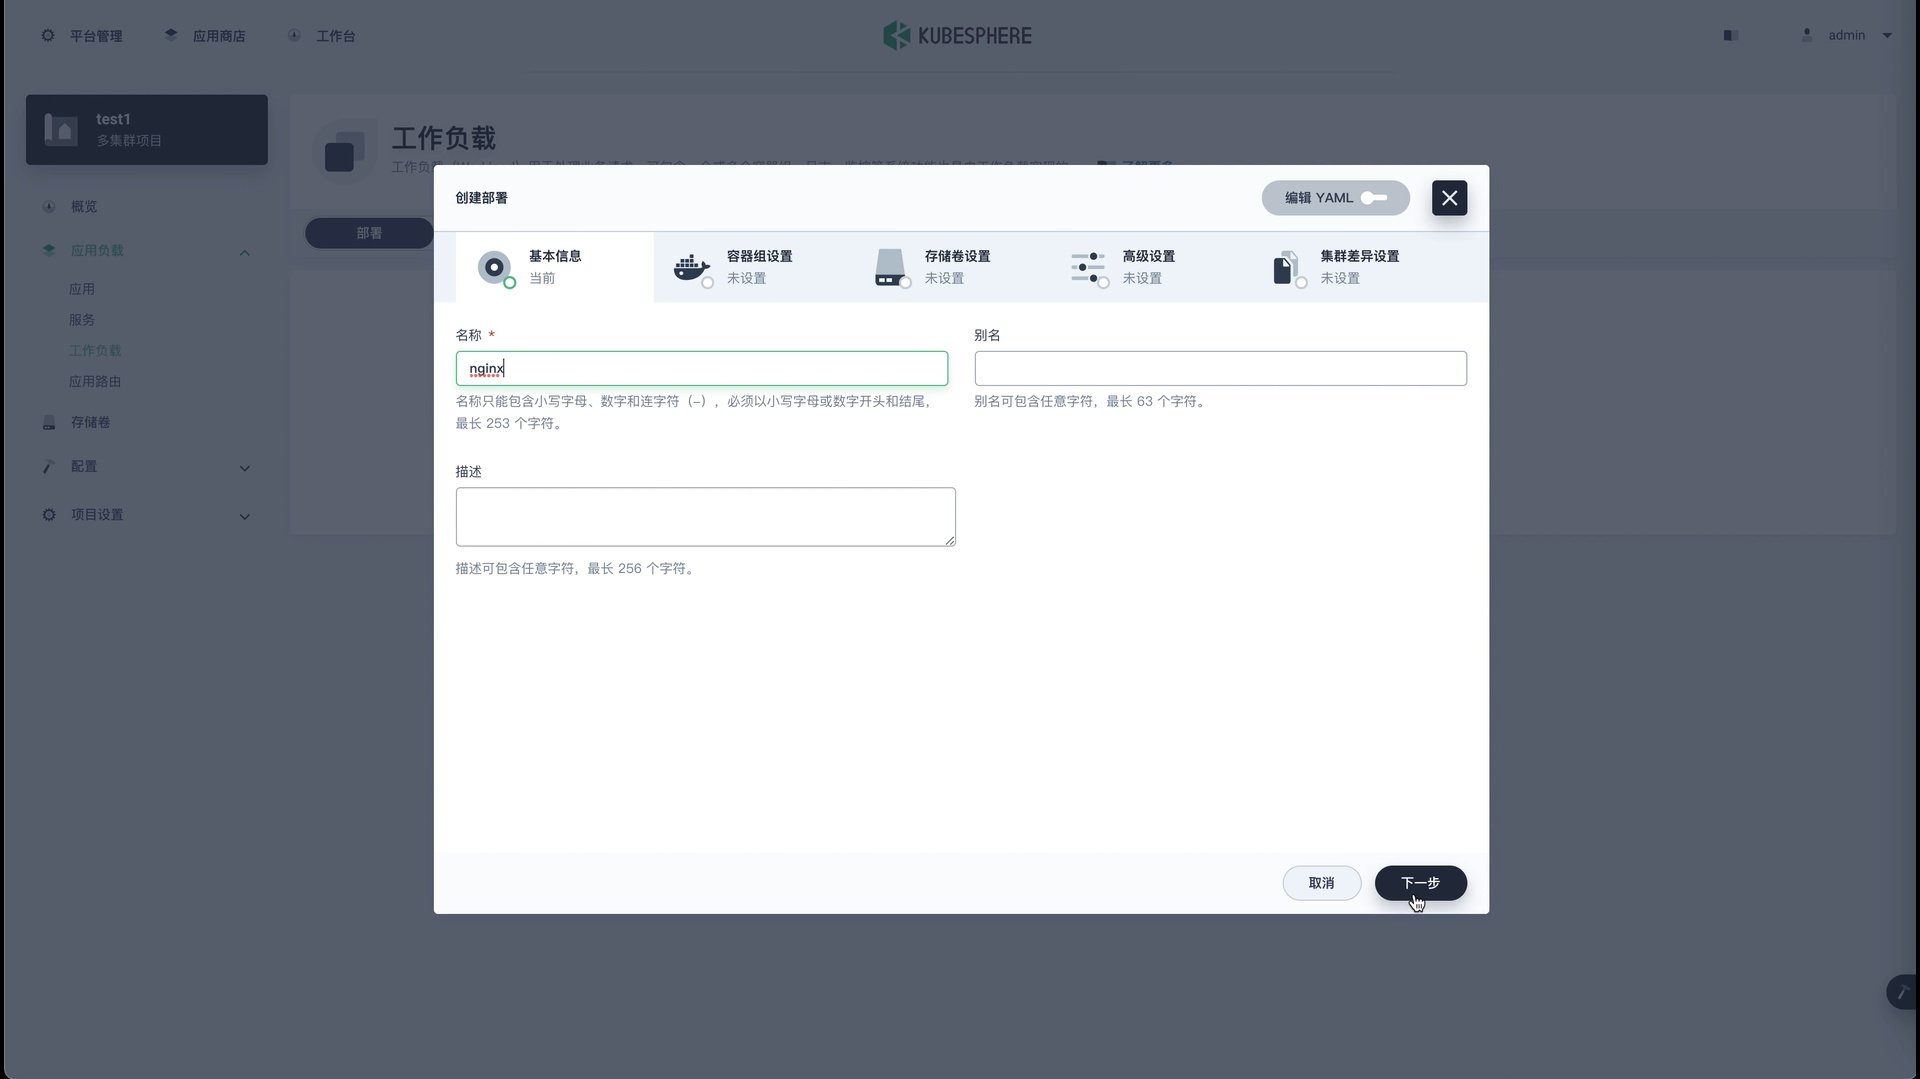 平台管理
应用商店
工作台
KUBESPHERE
admin
test1
多集群项目
概览
应用负载
应用
服务
工作负载
应用路由
存储卷
配置
项目设置
工作负载
部署
创建部署
编辑 YAML
基本信息
当前
容器组设置
未设置
存储卷设置
未设置
高级设置
未设置
集群差异设置
未设置
名称 *
nginx
名称只能包含小写字母、数字和连字符（-），必须以小写字母或数字开头和结尾，
最长 253 个字符。
别名
别名可包含任意字符，最长 63 个字符。
描述
描述可包含任意字符，最长 256 个字符。
取消
下一步